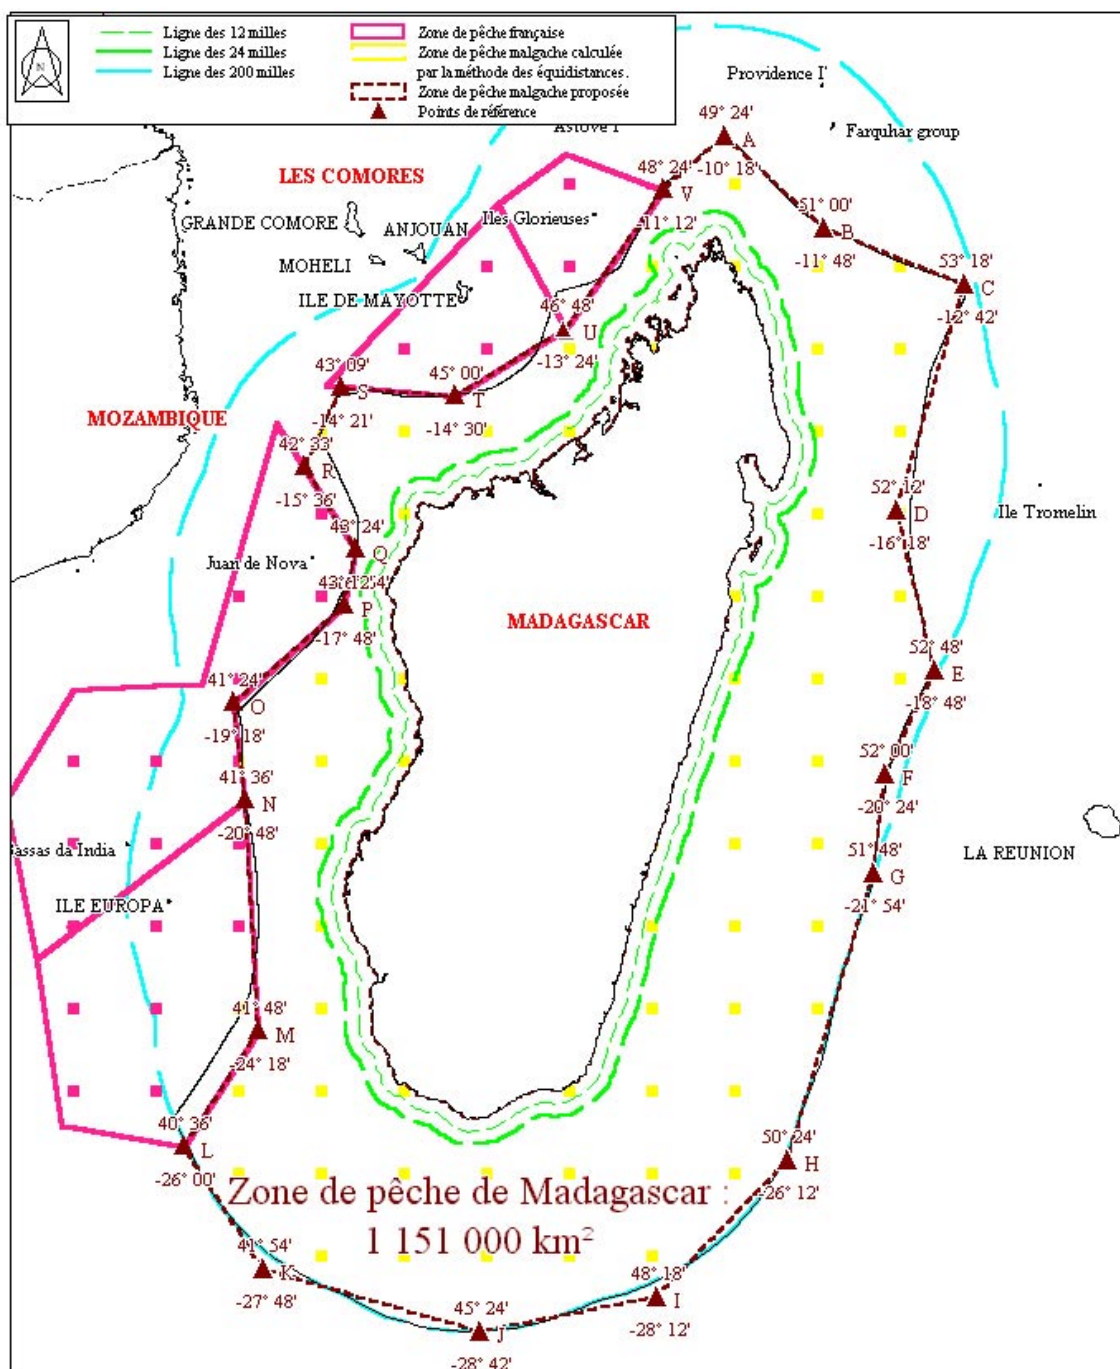 N
Ligne des 12 milles
Ligne des 24 milles
Ligne des 200 milles
Zone de pêche française
Zone de pêche malgache calculée
par la méthode des équidistances.
Zone de pêche malgache proposée
Points de référence
Providence I
Astove I
Farquhar group
49° 24'
A
-10° 18'
48° 24'
V
-11° 12'
51° 00'
B
-11° 48'
53° 18'
C
-12° 42'
LES COMORES
GRANDE COMORE
ANJOUAN
Iles Glorieuses
MOHELI
ILE DE MAYOTTE
46° 48'
U
-13° 24'
43° 09'
S
-14° 21'
45° 00'
T
-14° 30'
MOZAMBIQUE
42° 33'
R
-15° 36'
52° 12'
D
-16° 18'
Ile Tromelin
43° 24'
Q
Juan de Nova
P
-17° 48'
MADAGASCAR
52° 48'
E
-18° 48'
41° 24'
O
-19° 18'
52° 00'
F
-20° 24'
41° 36'
N
-20° 48'
51° 48'
G
-21° 54'
LA REUNION
Bassas da India
ILE EUROPA
41° 48'
M
-24° 18'
40° 36'
L
-26° 00'
50° 24'
H
-26° 12'
Zone de pêche de Madagascar :
1 151 000 km²
41° 54'
K
-27° 48'
48° 18'
I
-28° 12'
45° 24'
J
-28° 42'